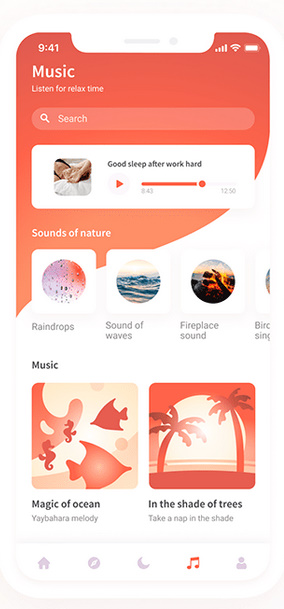 9:41
Music
Listen for relax time
Search
Good sleep after work hard
8:43
12:50
Sounds of nature
Raindrops
Sound of
waves
Fireplace
sound
Bir
sing
Music
Magic of ocean
Yaybahara melody
In the shade of trees
Take a nap in the shade